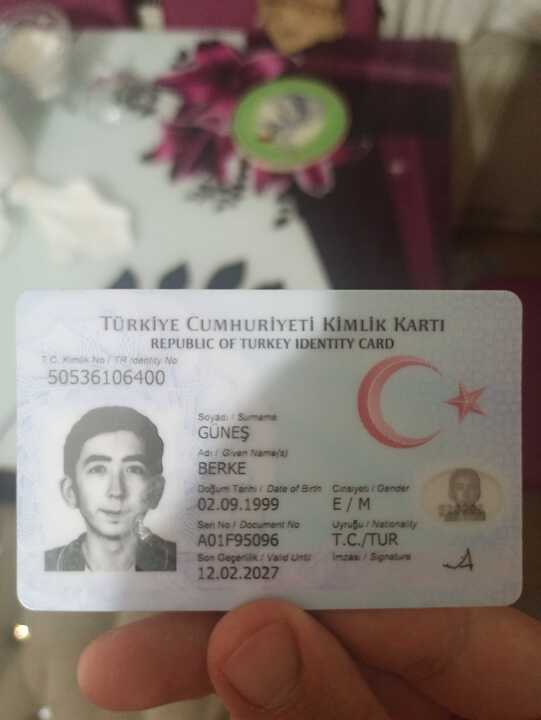 TÜRKİYE CUMHURİYETİ KİMLİK KARTI
REPUBLIC OF TURKEY IDENTITY CARD
T.C. Kimlik No / TR Identity No
50536106400
Soyadı / Surname
GÜNEŞ
Adı / Given Name(s)
BERKE
Doğum Tarihi / Date of Birth Cinsiyeti / Gender
02.09.1999 E / M
Seri No / Document No Uyruğu / Nationality
A01F95096 T.C./TUR
Son Geçerlilik / Valid Until İmzası / Signature
12.02.2027